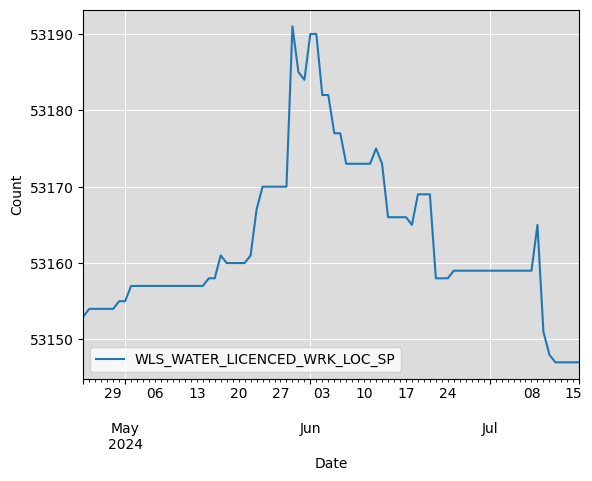 53190
53180
53170
53160
53150
Count
WLS_WATER_LICENCED_WRK_LOC_SP
29 06 13 20 27 03 10 17 24 08 15
May Jun Jul
2024
Date